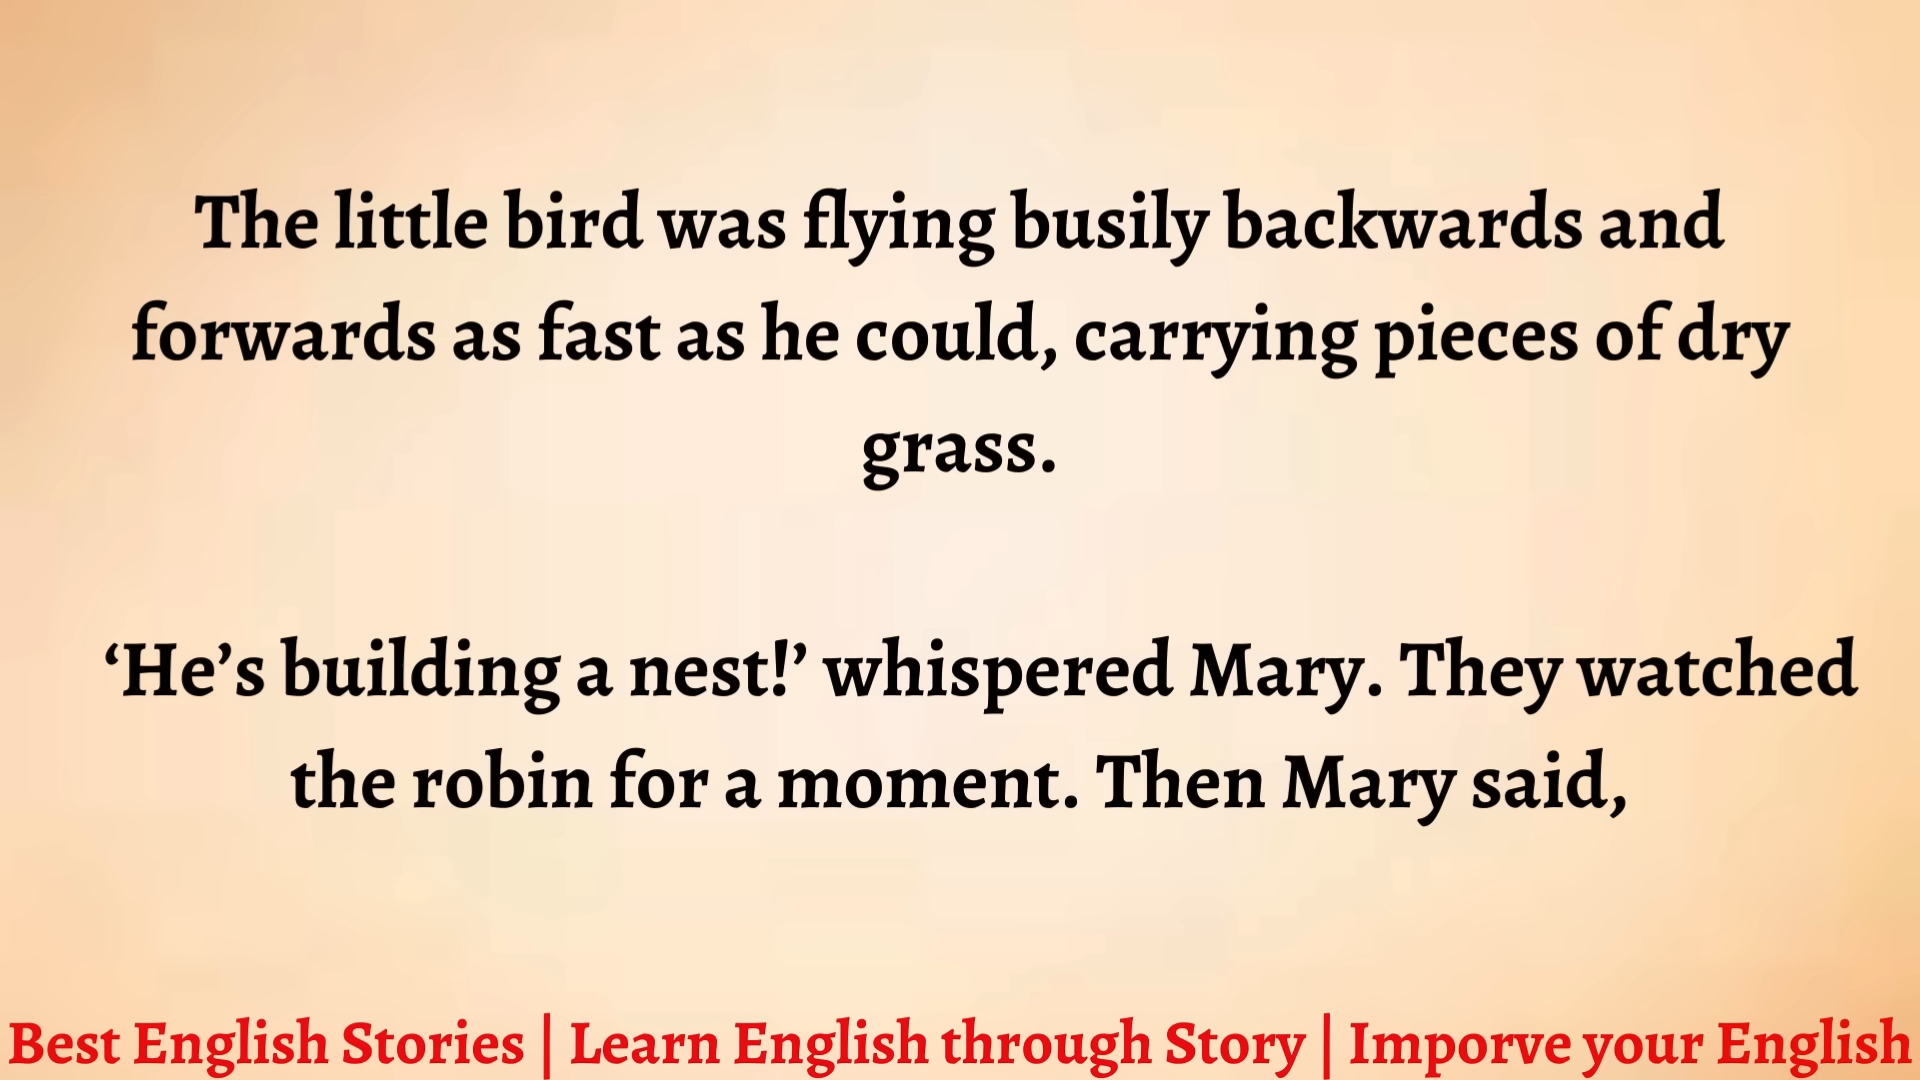 The little bird was flying busily backwards and
forwards as fast as he could, carrying pieces of dry
grass.
‘He’s building a nest!’ whispered Mary. They watched
the robin for a moment. Then Mary said,
Best English Stories | Learn English through Story | Imporve your English